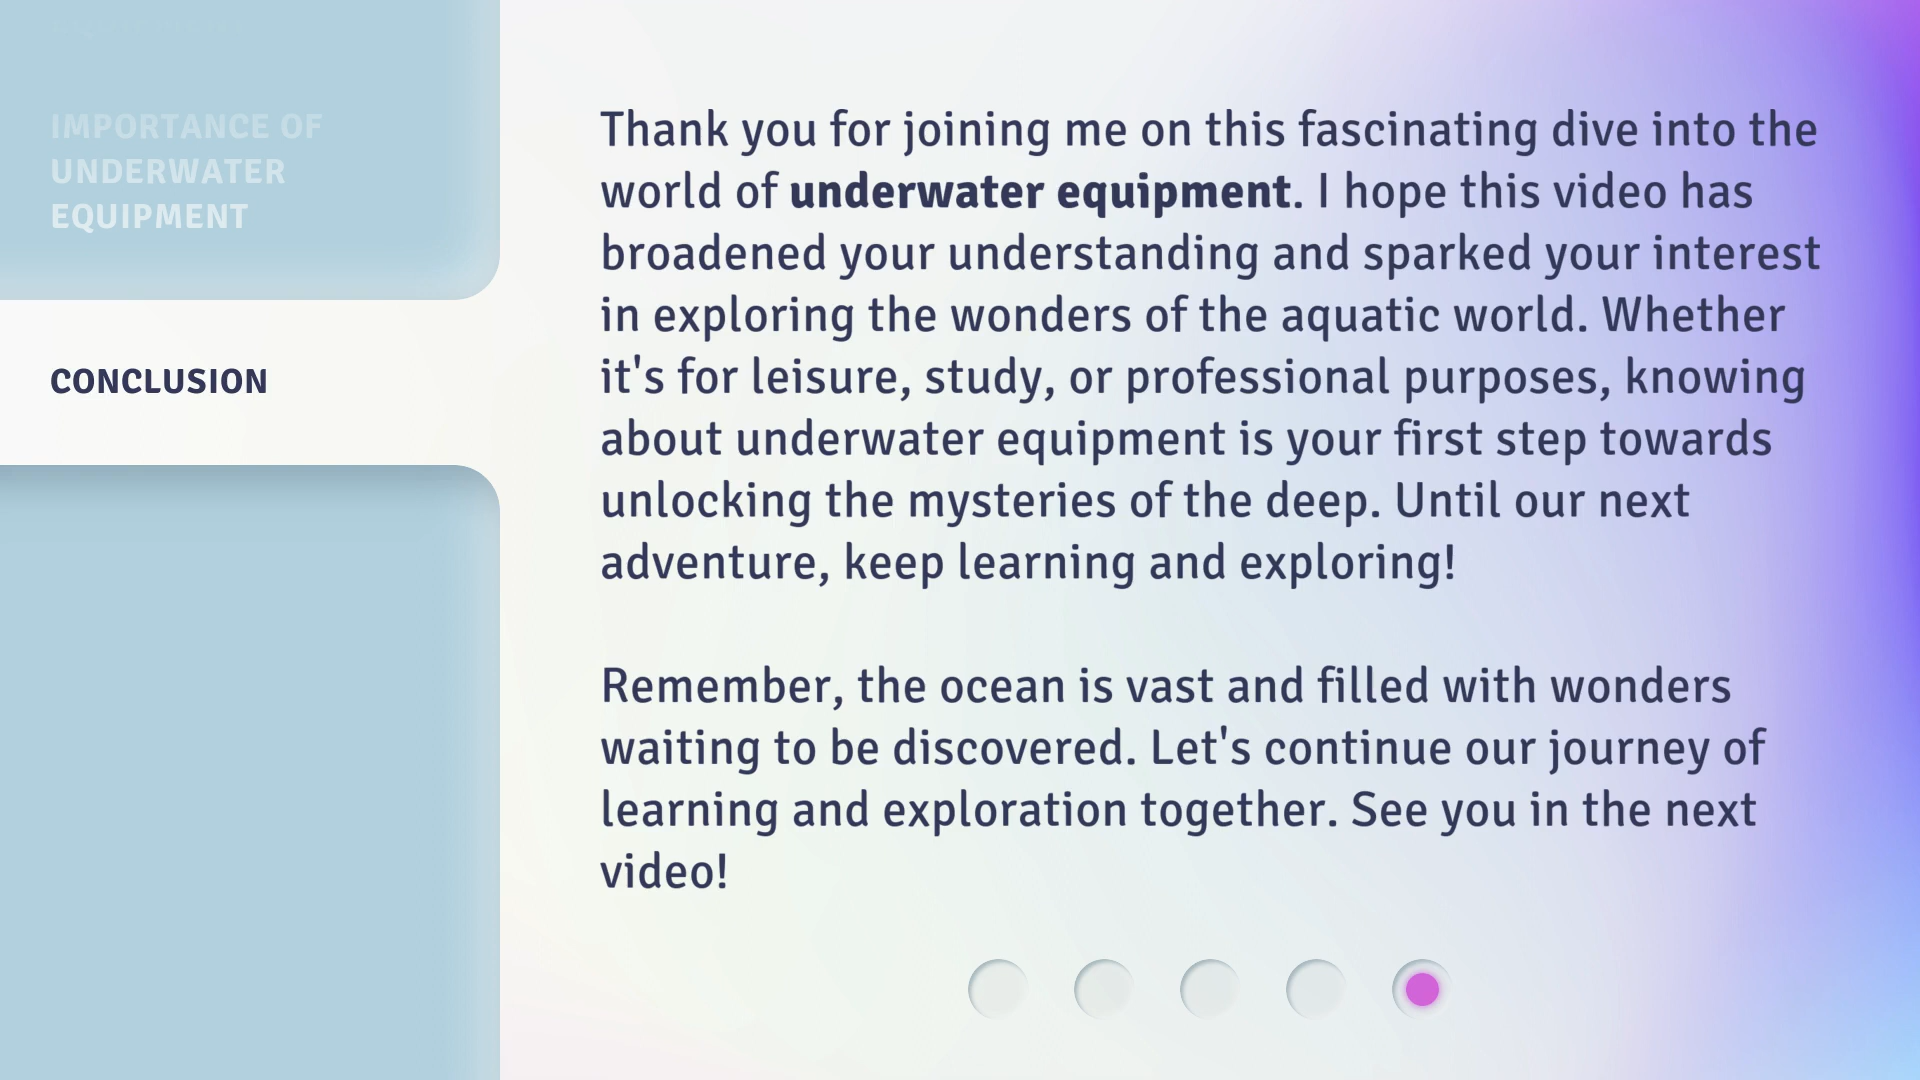 IMPORTANCE OF
UNDERWATER
EQUIPMENT
CONCLUSION
Thank you for joining me on this fascinating dive into the
world of underwater equipment. I hope this video has
broadened your understanding and sparked your interest
in exploring the wonders of the aquatic world. Whether
it's for leisure, study, or professional purposes, knowing
about underwater equipment is your first step towards
unlocking the mysteries of the deep. Until our next
adventure, keep learning and exploring!
Remember, the ocean is vast and filled with wonders
waiting to be discovered. Let's continue our journey of
learning and exploration together. See you in the next
video!